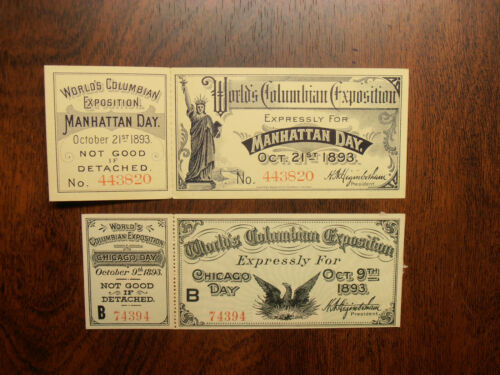 WORLD'S COLUMBIAN
EXPOSITION.
MANHATTAN DAY.
October 21ST 1893.
NOT GOOD
IF
DETACHED.
No. 443820
World's Columbian Exposition
EXPRESSLY FOR
MANHATTAN DAY.
OCT. 21ST 1893.
No. 443820
H.N. Higinbotham
President.
WORLD'S
COLUMBIAN EXPOSITION
CHICAGO DAY
October 9th 1893.
NOT GOOD
IF
DETACHED.
B 74394
World's Columbian Exposition
Expressly For
CHICAGO DAY
OCT. 9TH 1893.
B
74394
H.N. Higinbotham
President.